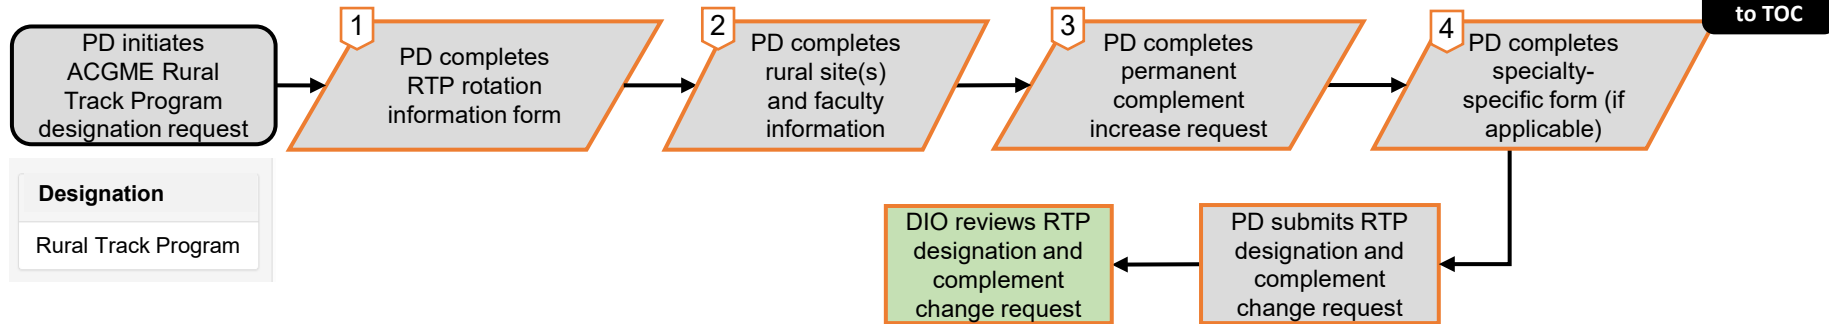 to TOC
PD initiates
ACGME Rural
Track Program
designation request
1
PD completes
RTP rotation
information form
2
PD completes
rural site(s)
and faculty
information
3
PD completes
permanent
complement
increase request
4
PD completes
specialty-
specific form (if
applicable)
Designation
Rural Track Program
DIO reviews RTP
designation and
complement
change request
PD submits RTP
designation and
complement
change request